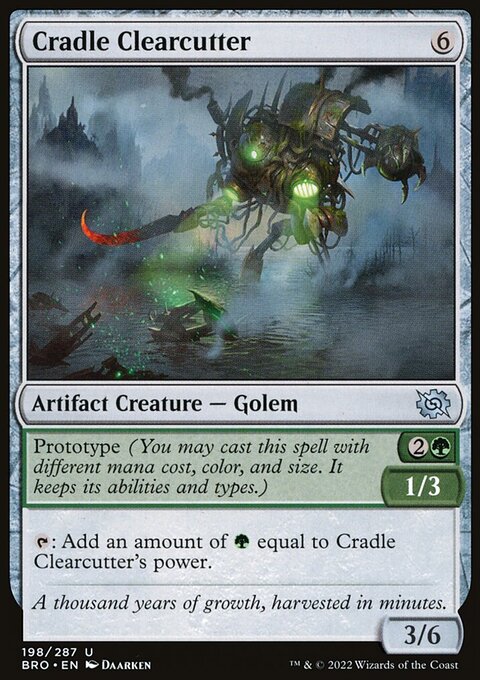 Cradle Clearcutter 6
Artifact Creature — Golem
Prototype (You may cast this spell with 2
different mana cost, color, and size. It
keeps its abilities and types.) 1/3
: Add an amount of equal to Cradle
Clearcutter's power.
A thousand years of growth, harvested in minutes.
3/6
198/287 U
BRO • EN Daarken ™ & © 2022 Wizards of the Coast